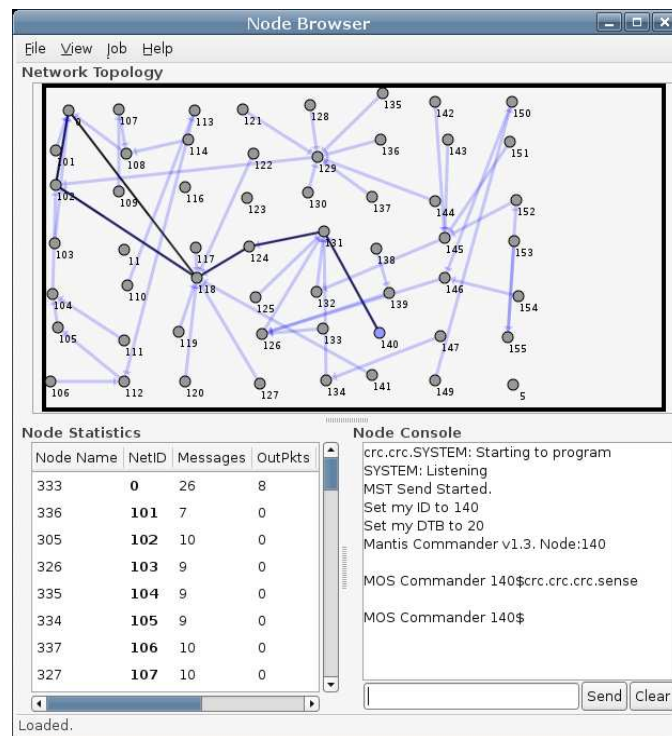 Node Browser
File View Job Help
Network Topology
0 107 113 121 128 135 142 150
101 108 114 122 129 136 143 151
102 109 116 123 130 137 144 152
103 11 117 124 131 138 145 153
104 110 118 125 132 139 146 154
105 111 119 126 133 140 147 155
106 112 120 127 134 141 149 5
Node Statistics
Node Name NetID Messages OutPkts
333 0 26 8
336 101 7 0
305 102 10 0
326 103 9 0
335 104 9 0
334 105 9 0
337 106 10 0
327 107 10 0
Node Console
crc.crc.SYSTEM: Starting to program
SYSTEM: Listening
MST Send Started.
Set my ID to 140
Set my DTB to 20
Mantis Commander v1.3. Node:140
MOS Commander 140$crc.crc.crc.sense
MOS Commander 140$
Send Clear
Loaded.